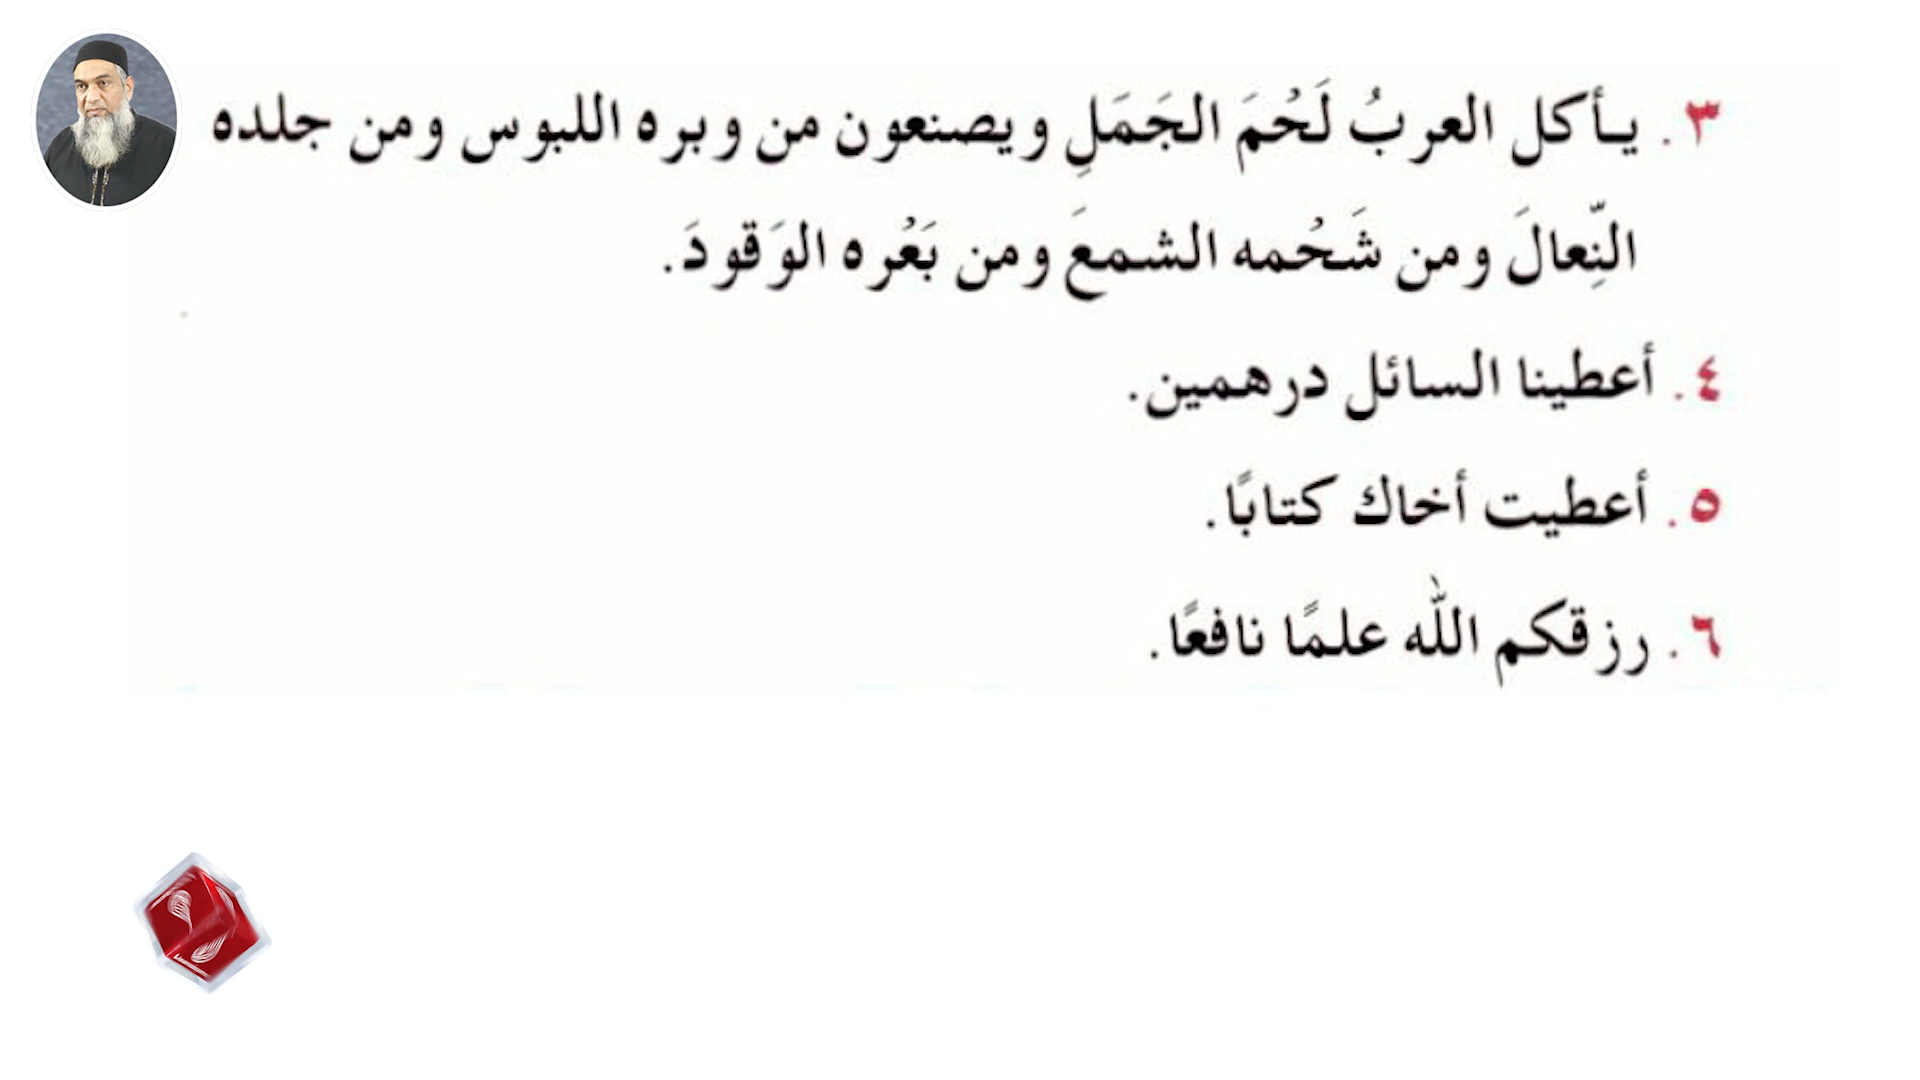 ٣. يـأكل العربُ لَحُمَ الجَمَلِ ويصنعون من وبره اللبوس ومن جلده
النِّعالَ ومن شَحُمه الشمعَ ومن بَعُره الوَقودَ.
٤. أعطينا السائل درهمين.
٥. أعطيت أخاك كتابًا.
٦. رزقكم الله علمًا نافعًا.